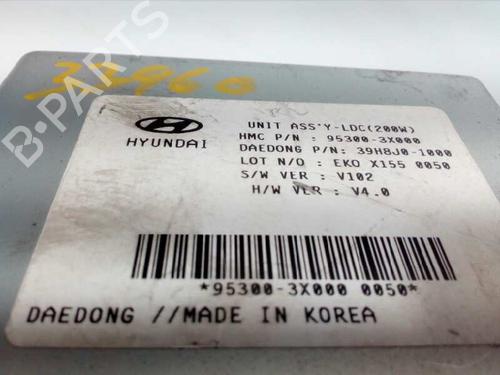 32960
B-PARTS
HYUNDAI
UNIT ASS'Y-LDC(200W)
HMC P/N : 95300-3X000
DAEDONG P/N: 39H8J0-1000
LOT N/O : EKO X155 0050
S/W VER : V102
H/W VER : V4.0
*95300-3X000 0050*
DAEDONG //MADE IN KOREA